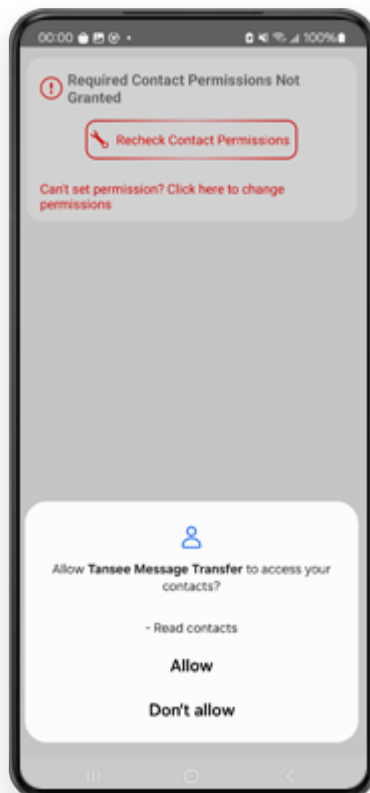 00:00 100%
Required Contact Permissions Not
Granted
Recheck Contact Permissions
Can't set permission? Click here to change
permissions
Allow Tansee Message Transfer to access your
contacts?
- Read contacts
Allow
Don't allow